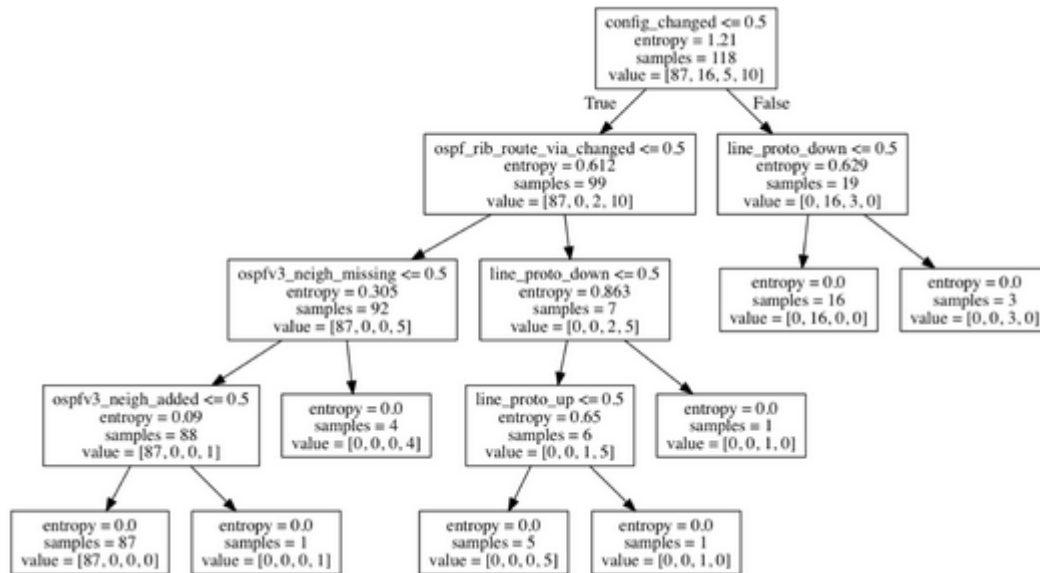 config_changed <= 0.5
entropy = 1.21
samples = 118
value = [87, 16, 5, 10]
True
False
ospf_rib_route_via_changed <= 0.5
entropy = 0.612
samples = 99
value = [87, 0, 2, 10]
line_proto_down <= 0.5
entropy = 0.629
samples = 19
value = [0, 16, 3, 0]
ospfv3_neigh_missing <= 0.5
entropy = 0.305
samples = 92
value = [87, 0, 0, 5]
line_proto_down <= 0.5
entropy = 0.863
samples = 7
value = [0, 0, 2, 5]
entropy = 0.0
samples = 16
value = [0, 16, 0, 0]
entropy = 0.0
samples = 3
value = [0, 0, 3, 0]
ospfv3_neigh_added <= 0.5
entropy = 0.09
samples = 88
value = [87, 0, 0, 1]
entropy = 0.0
samples = 4
value = [0, 0, 0, 4]
line_proto_up <= 0.5
entropy = 0.65
samples = 6
value = [0, 0, 1, 5]
entropy = 0.0
samples = 1
value = [0, 0, 1, 0]
entropy = 0.0
samples = 87
value = [87, 0, 0, 0]
entropy = 0.0
samples = 1
value = [0, 0, 0, 1]
entropy = 0.0
samples = 5
value = [0, 0, 0, 5]
entropy = 0.0
samples = 1
value = [0, 0, 1, 0]